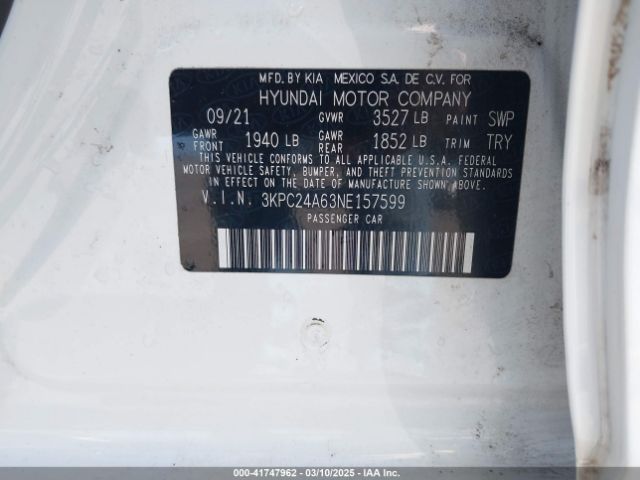 MFD. BY KIA MEXICO S.A. DE C.V. FOR
HYUNDAI MOTOR COMPANY
09/21 GVWR 3527 LB PAINT SWP
GAWR FRONT 1940 LB GAWR REAR 1852 LB TRIM TRY
THIS VEHICLE CONFORMS TO ALL APPLICABLE U.S.A. FEDERAL
MOTOR VEHICLE SAFETY, BUMPER, AND THEFT PREVENTION
STANDARDS IN EFFECT ON THE DATE OF MANUFACTURE SHOWN ABOVE.
V.I.N. 3KPC24A63NE157599
PASSENGER CAR
000-41747962 — 03/10/2025 — IAAI.COM